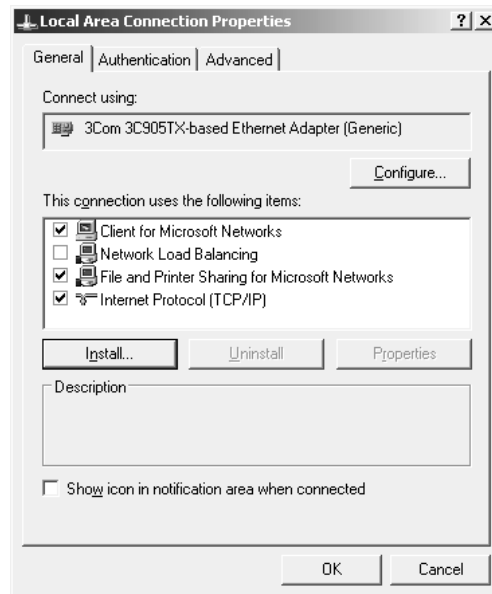 Local Area Connection Properties
General Authentication Advanced
Connect using:
3Com 3C905TX-based Ethernet Adapter (Generic)
Configure...
This connection uses the following items:
Client for Microsoft Networks
Network Load Balancing
File and Printer Sharing for Microsoft Networks
Internet Protocol (TCP/IP)
Install... Uninstall Properties
Description
Show icon in notification area when connected
OK Cancel